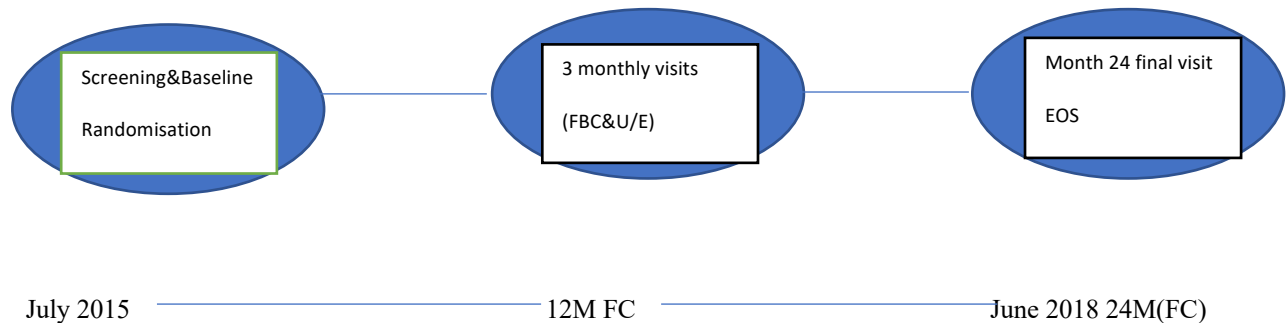 Screening&Baseline
Randomisation
3 monthly visits
(FBC&U/E)
Month 24 final visit
EOS
July 2015
12M FC
June 2018 24M(FC)